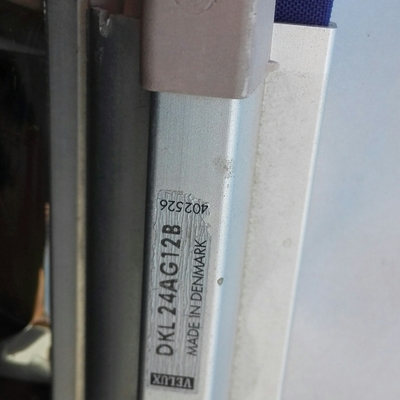 VELUX
DKL 24AG12B
MADE IN DENMARK
402526